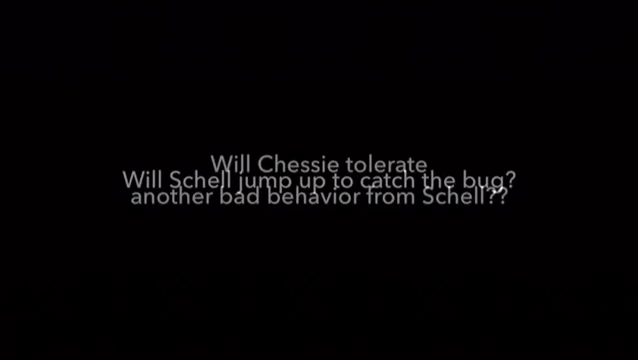 Will Chessie tolerate
Will Schell jump up to catch the bug?
another bad behavior from Schell??